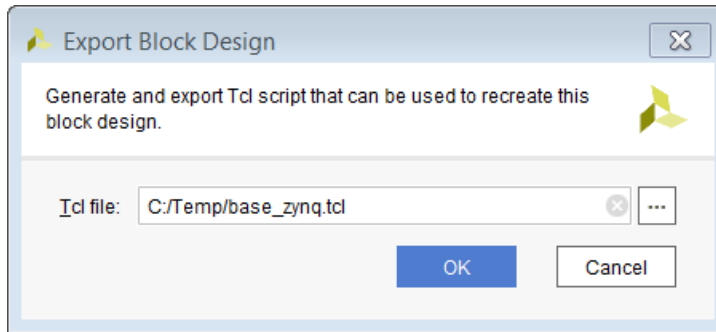 Export Block Design
Generate and export Tcl script that can be used to recreate this
block design.
Tcl file: C:/Temp/base_zynq.tcl ...
OK Cancel